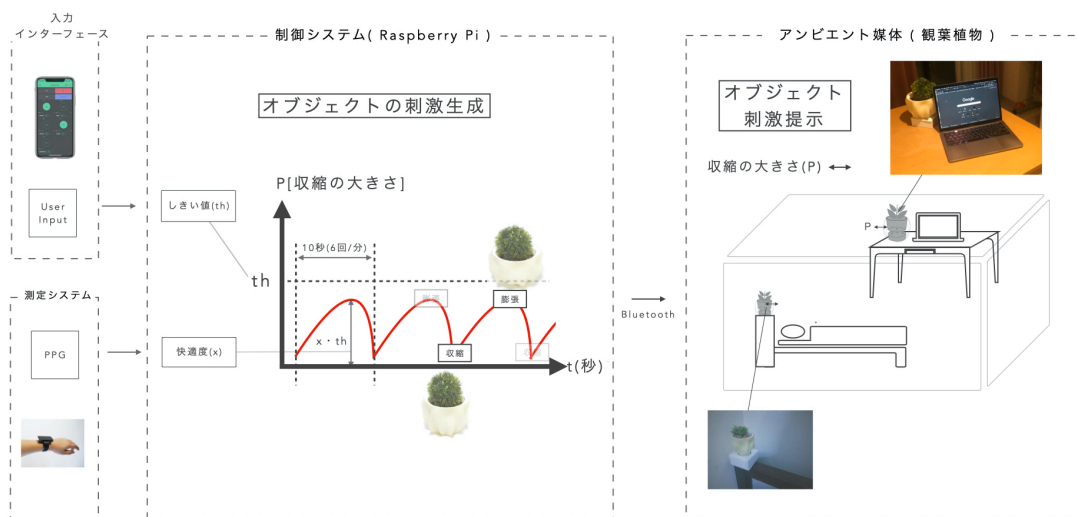 入力
インターフェース
制御システム( Raspberry Pi )
アンビエント媒体 ( 観葉植物 )
オブジェクトの刺激生成
オブジェクト
刺激提示
Google
収縮の大きさ(P)
P[収縮の大きさ]
User
Input
しきい値(th)
P
10秒(6回/分)
th
測定システム
膨張
Bluetooth
PPG
快適度(x)
x・th
収縮
t(秒)